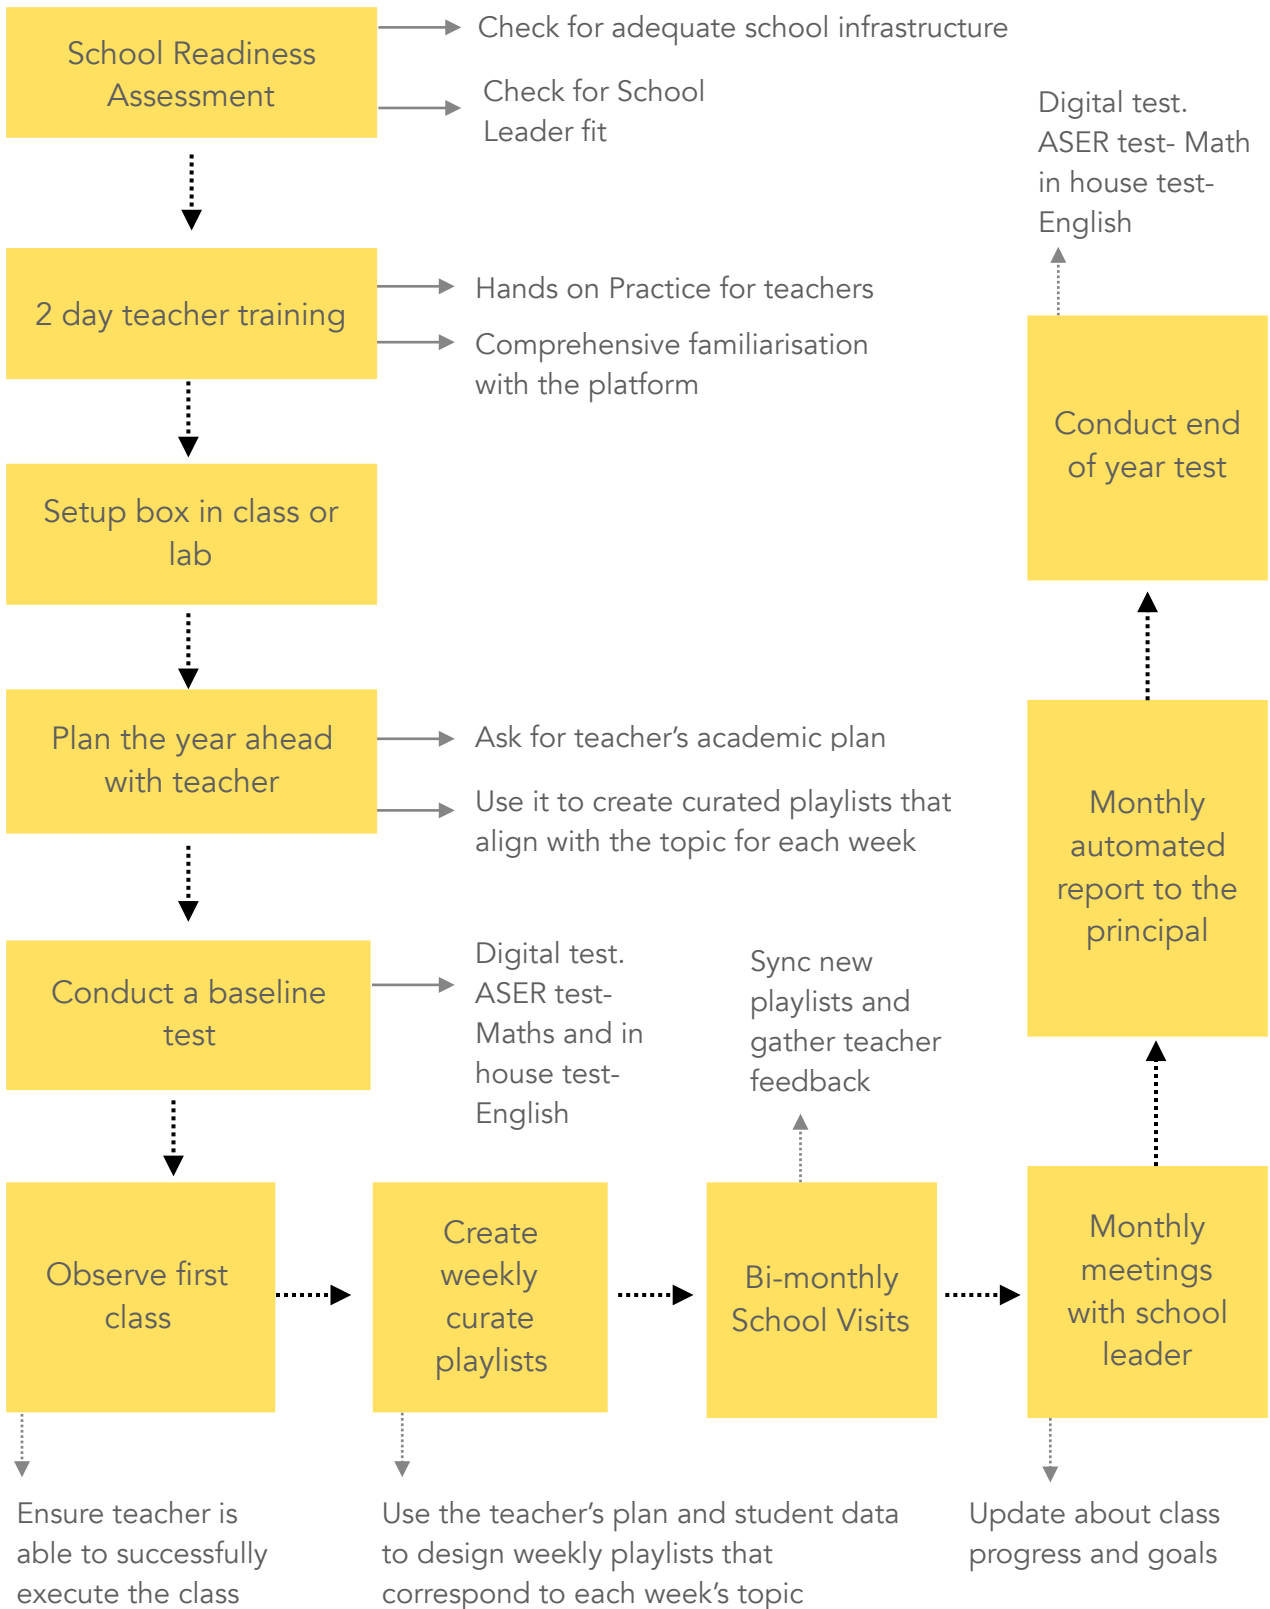 School Readiness
Assessment
Check for adequate school infrastructure
Check for School
Leader fit
2 day teacher training
Hands on Practice for teachers
Comprehensive familiarisation
with the platform
Setup box in class or
lab
Plan the year ahead
with teacher
Ask for teacher’s academic plan
Use it to create curated playlists that
align with the topic for each week
Conduct a baseline
test
Digital test.
ASER test-
Maths and in
house test-
English
Observe first
class
Ensure teacher is
able to successfully
execute the class
Create
weekly
curate
playlists
Use the teacher’s plan and student data
to design weekly playlists that
correspond to each week’s topic
Sync new
playlists and
gather teacher
feedback
Bi-monthly
School Visits
Monthly
meetings
with school
leader
Update about class
progress and goals
Monthly
automated
report to the
principal
Conduct end
of year test
Digital test.
ASER test- Math
in house test-
English